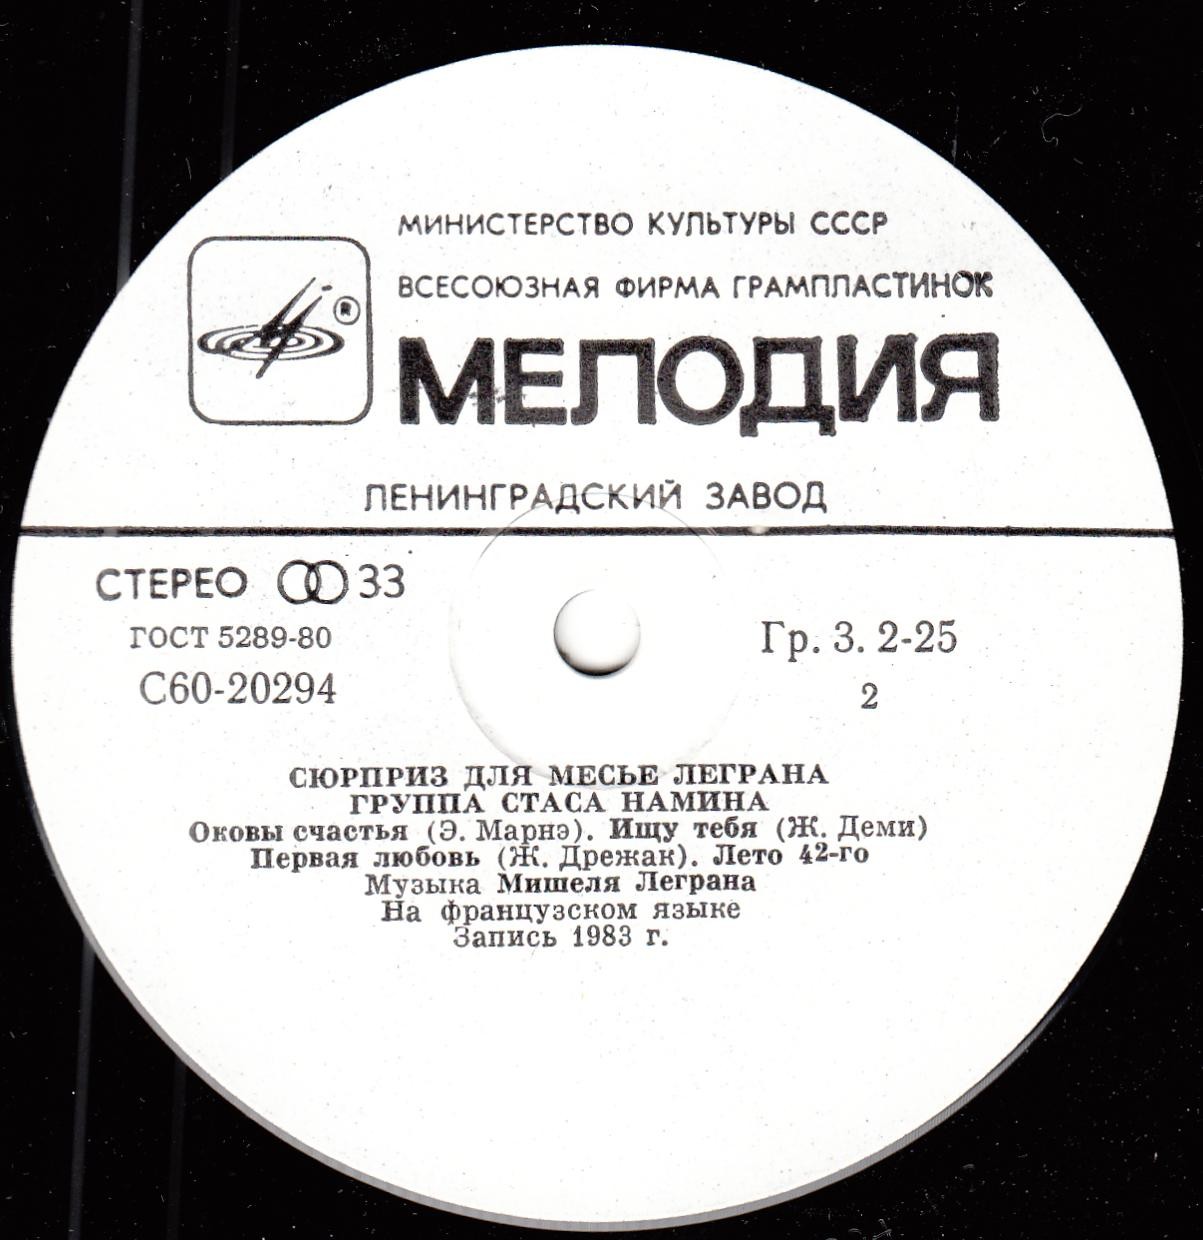 МИНИСТЕРСТВО КУЛЬТУРЫ СССР
ВСЕСОЮЗНАЯ ФИРМА ГРАМПЛАСТИНОК
®
МЕЛОДИЯ
ЛЕНИНГРАДСКИЙ ЗАВОД
СТЕРЕО 33
ГОСТ 5289-80
С60-20294
Гр. 3. 2-25
2
СЮРПРИЗ ДЛЯ МЕСЬЕ ЛЕГРАНА
ГРУППА СТАСА НАМИНА
Оковы счастья (Э. Марнэ). Ищу тебя (Ж. Деми)
Первая любовь (Ж. Дрежак). Лето 42-го
Музыка Мишеля Леграна
На французском языке
Запись 1983 г.